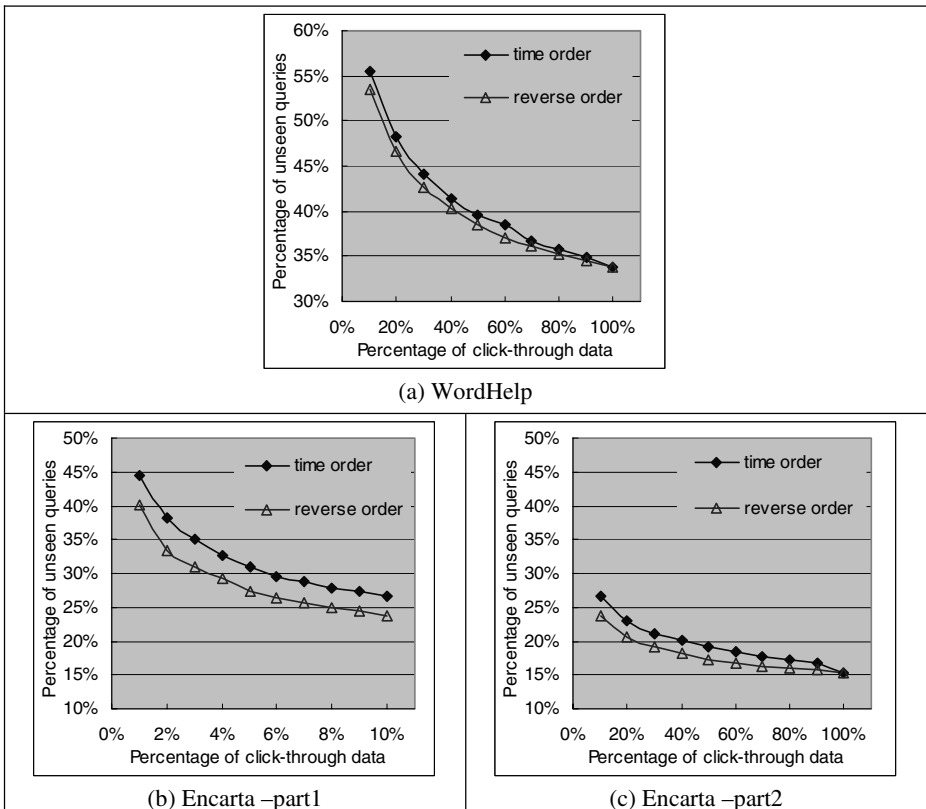 60%
55%
50%
45%
40%
35%
30%
Percentage of unseen queries
time order
reverse order
0% 20% 40% 60% 80% 100%
Percentage of click-through data
(a) WordHelp
50%
45%
40%
35%
30%
25%
20%
15%
10%
Percentage of unseen queries
time order
reverse order
0% 2% 4% 6% 8% 10%
Percentage of click-through data
(b) Encarta –part1
50%
45%
40%
35%
30%
25%
20%
15%
10%
Percentage of unseen queries
time order
reverse order
0% 20% 40% 60% 80% 100%
Percentage of click-through data
(c) Encarta –part2